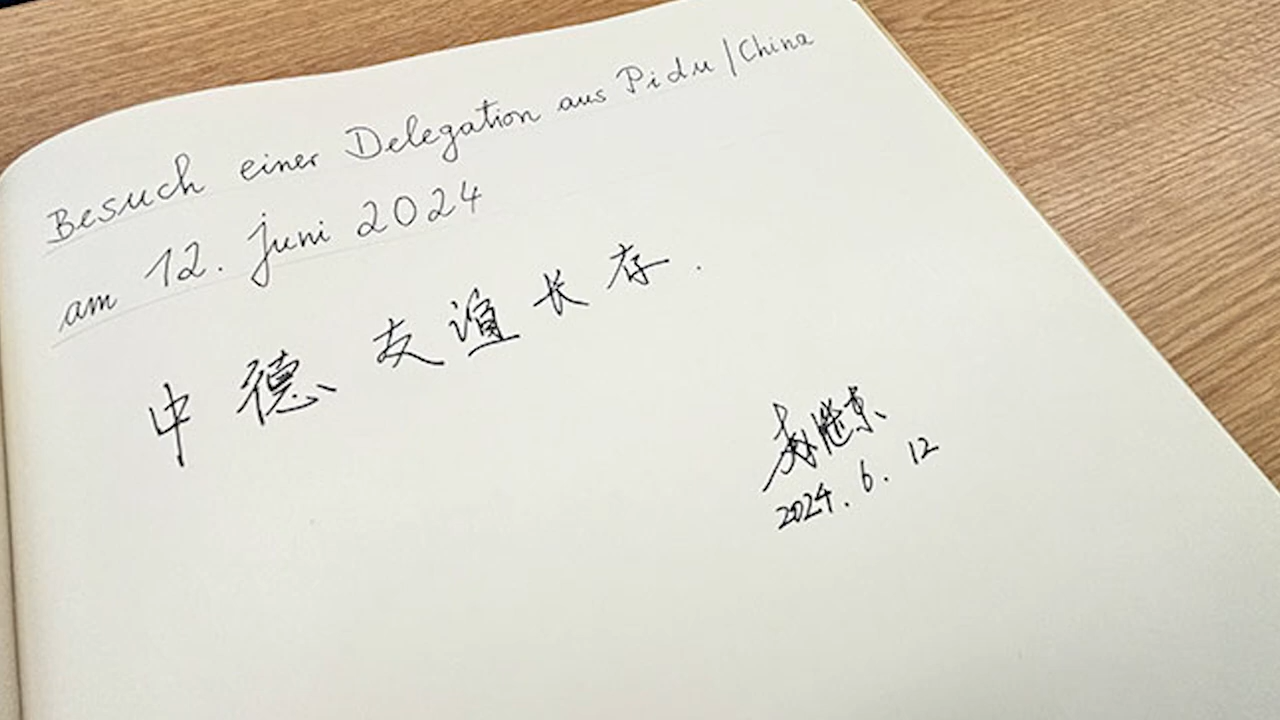 Besuch einer Delegation aus Pidu/China
am 12. Juni 2024
中德友谊长存.
2024.6.12